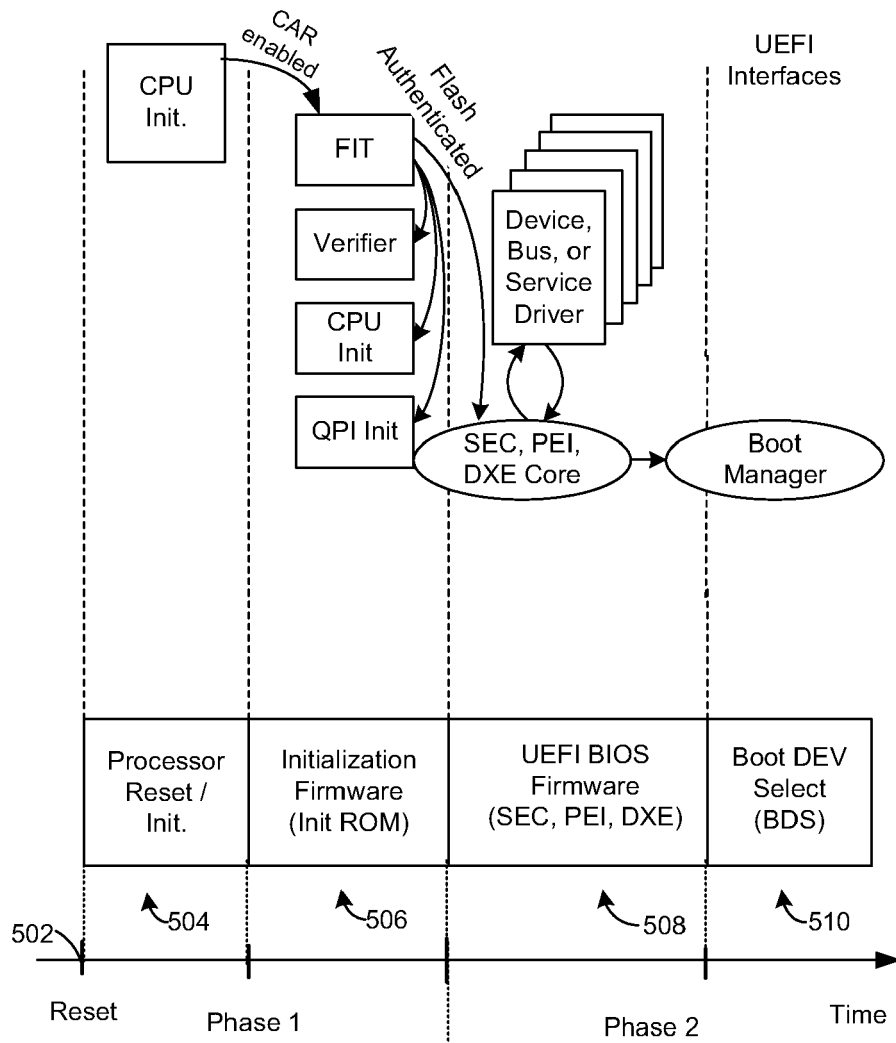 CPU
Init.
CAR
enabled
FIT
Flash
Authenticated
UEFI
Interfaces
Verifier
CPU
Init
QPI Init
Device,
Bus, or
Service
Driver
SEC, PEI,
DXE Core
Boot
Manager
Processor
Reset /
Init.
Initialization
Firmware
(Init ROM)
UEFI BIOS
Firmware
(SEC, PEI, DXE)
Boot DEV
Select
(BDS)
502
504
506
508
510
Reset
Phase 1
Phase 2
Time